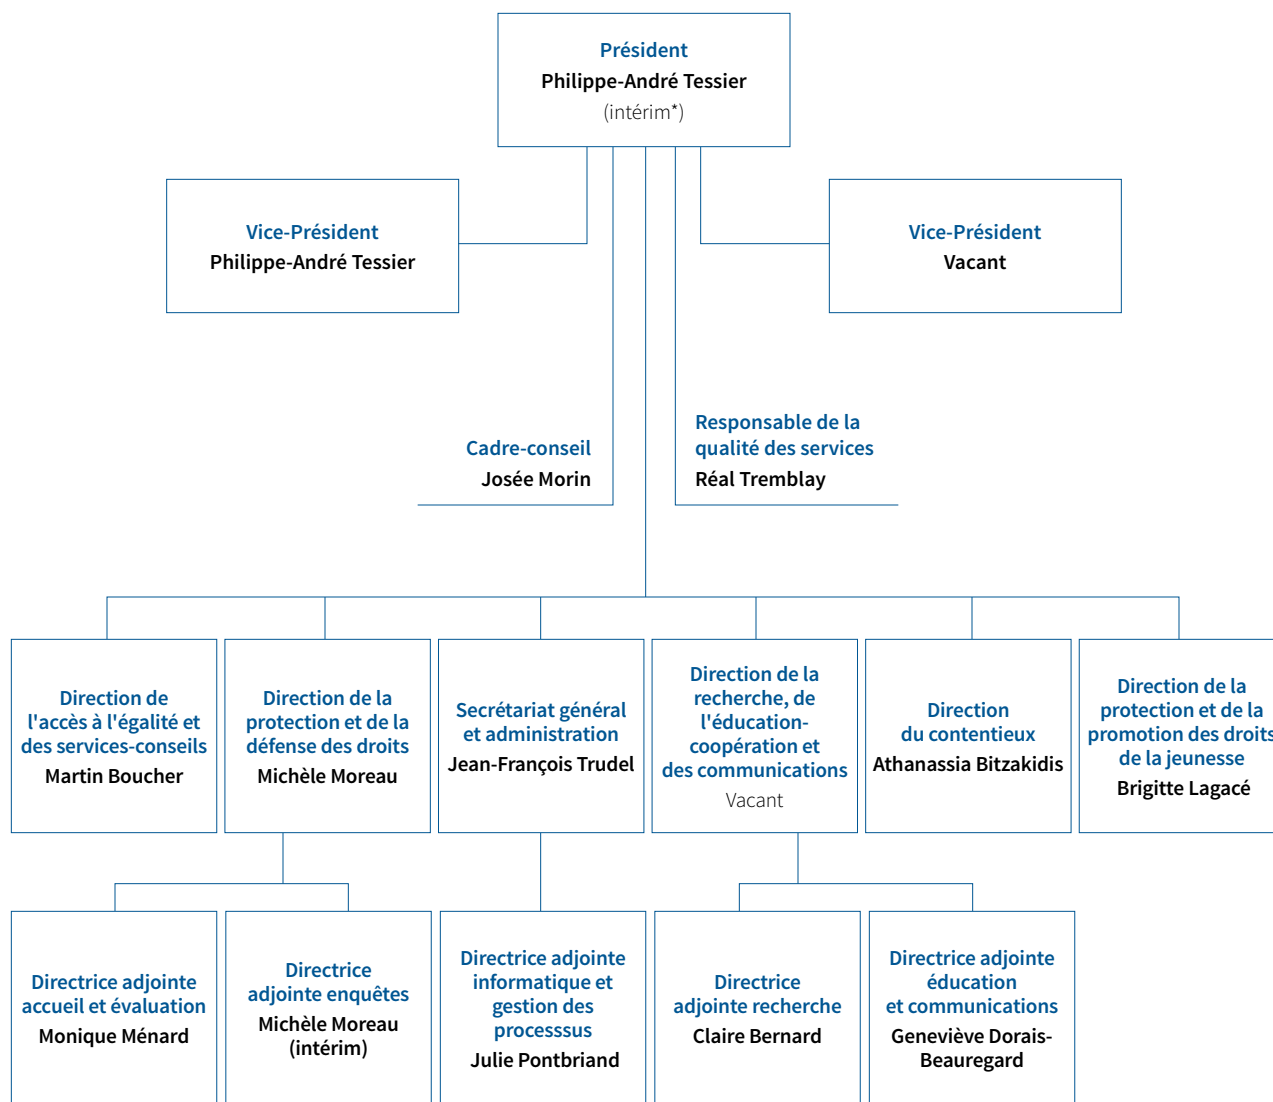 Président
Philippe-André Tessier
(intérim*)
Vice-Président
Philippe-André Tessier
Vice-Président
Vacant
Cadre-conseil
Josée Morin
Responsable de la
qualité des services
Réal Tremblay
Direction de
l'accès à l'égalité et
des services-conseils
Martin Boucher
Direction de la
protection et de la
défense des droits
Michèle Moreau
Secrétariat général
et administration
Jean-François Trudel
Direction de la
recherche, de
l'éducation-
coopération et
des communications
Vacant
Direction
du contentieux
Athanassia Bitzakidis
Direction de la
protection et de la
promotion des droits
de la jeunesse
Brigitte Lagacé
Directrice adjointe
accueil et évaluation
Monique Ménard
Directrice
adjointe enquêtes
Michèle Moreau
(intérim)
Directrice adjointe
informatique et
gestion des
processsus
Julie Pontbriand
Directrice
adjointe recherche
Claire Bernard
Directrice adjointe
éducation
et communications
Geneviève Dorais-
Beauregard